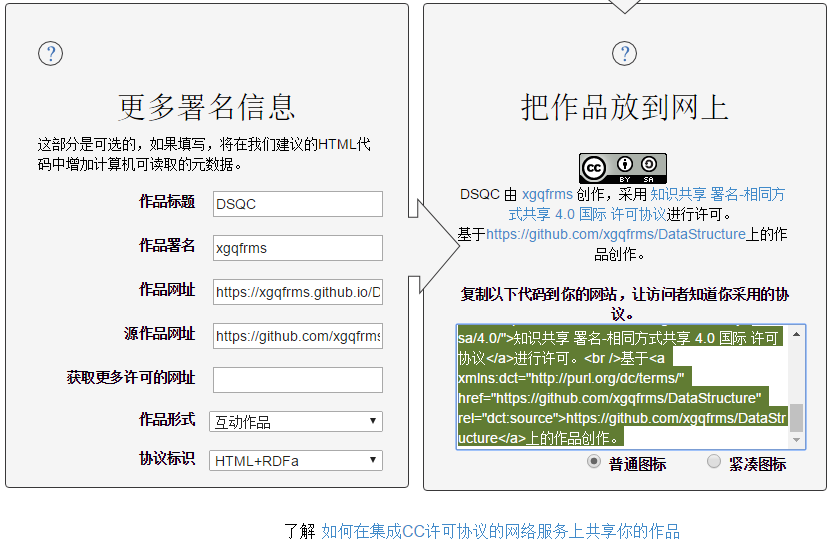 ?
更多署名信息
这部分是可选的，如果填写，将在我们建议的HTML代
码中增加计算机可读取的元数据。
作品标题 DSQC
作品署名 xgqfrms
作品网址 https://xgqfrms.github.io/D
源作品网址 https://github.com/xgqfrms
获取更多许可的网址
作品形式 互动作品
协议标识 HTML+RDFa
?
把作品放到网上
cc BY SA
DSQC 由 xgqfrms 创作，采用 知识共享 署名-相同方
式共享 4.0 国际 许可协议进行许可。
基于https://github.com/xgqfrms/DataStructure上的作
品创作。
复制以下代码到你的网站，让访问者知道你采用的协
议。
sa/4.0/">知识共享 署名-相同方式共享 4.0 国际 许可
协议</a>进行许可。<br />基于<a
xmlns:dct="http://purl.org/dc/terms/"
href="https://github.com/xgqfrms/DataStructure"
rel="dct:source">https://github.com/xgqfrms/DataStr
ucture</a>上的作品创作。
普通图标 紧凑图标
了解 如何在集成CC许可协议的网络服务上共享你的作品